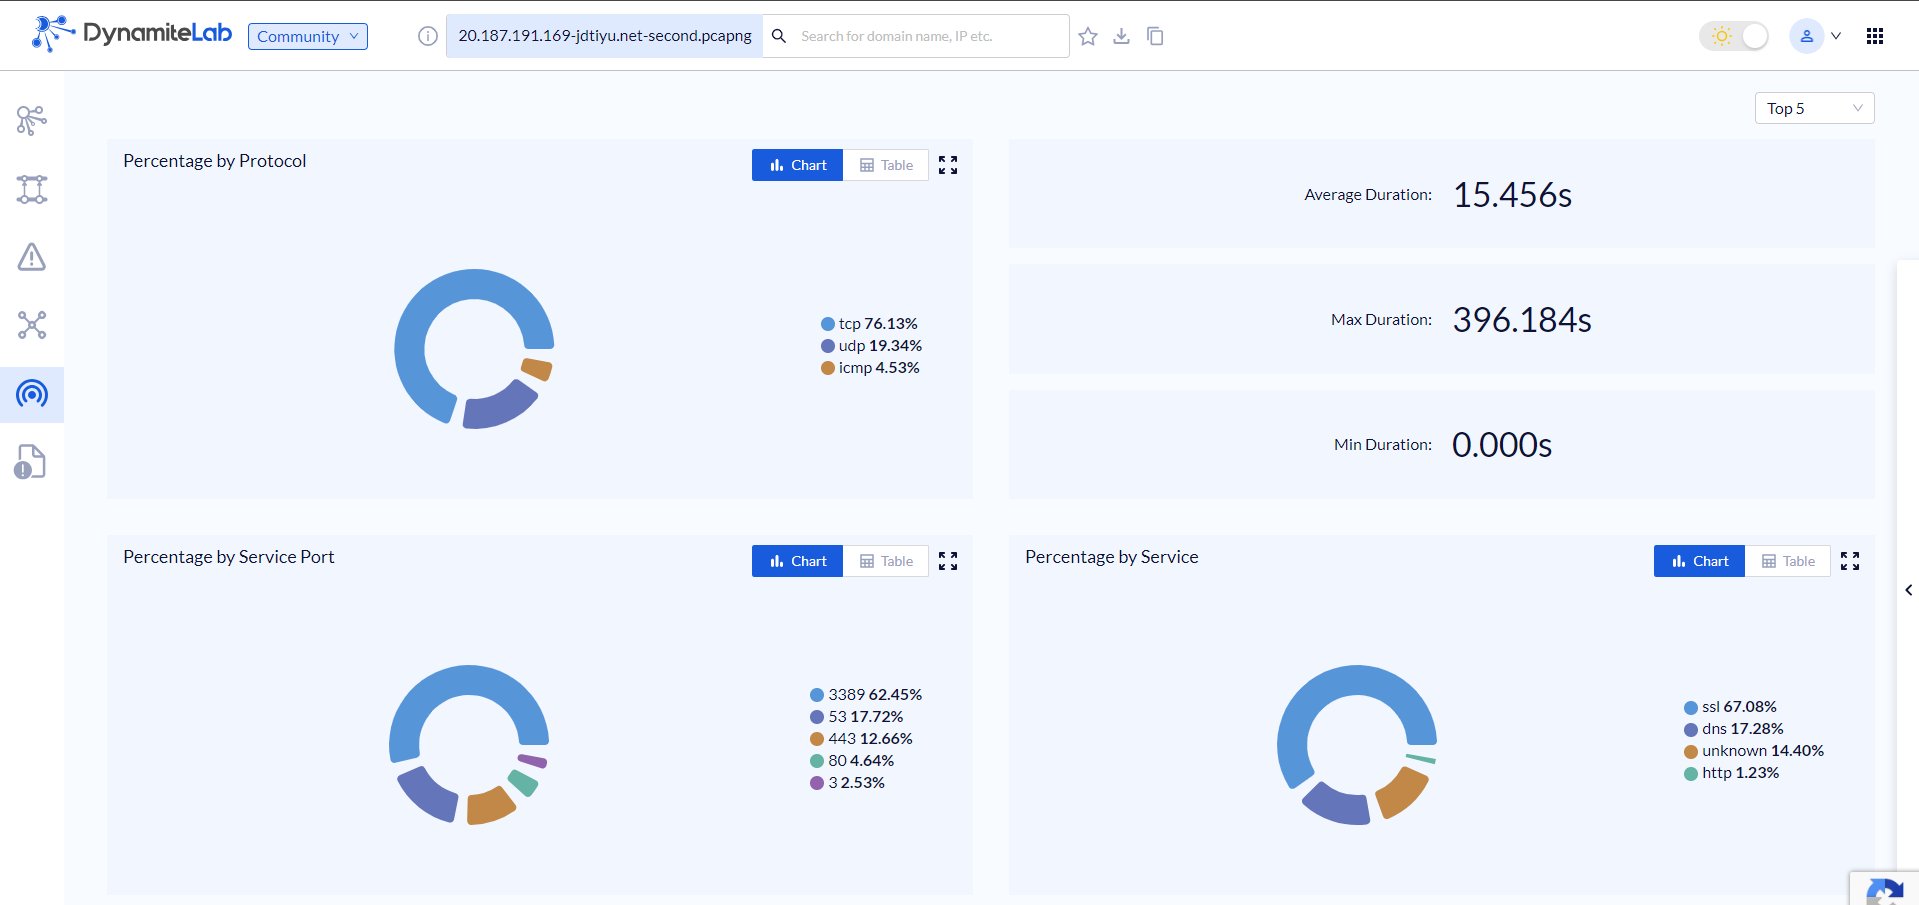 DynamiteLab
Community
20.187.191.169-jdtiyu.net-second.pcapng
Search for domain name, IP etc.
Top 5
Percentage by Protocol
Chart
Table
tcp 76.13%
udp 19.34%
icmp 4.53%
Average Duration: 15.456s
Max Duration: 396.184s
Min Duration: 0.000s
Percentage by Service Port
Chart
Table
3389 62.45%
53 17.72%
443 12.66%
80 4.64%
3 2.53%
Percentage by Service
Chart
Table
ssl 67.08%
dns 17.28%
unknown 14.40%
http 1.23%